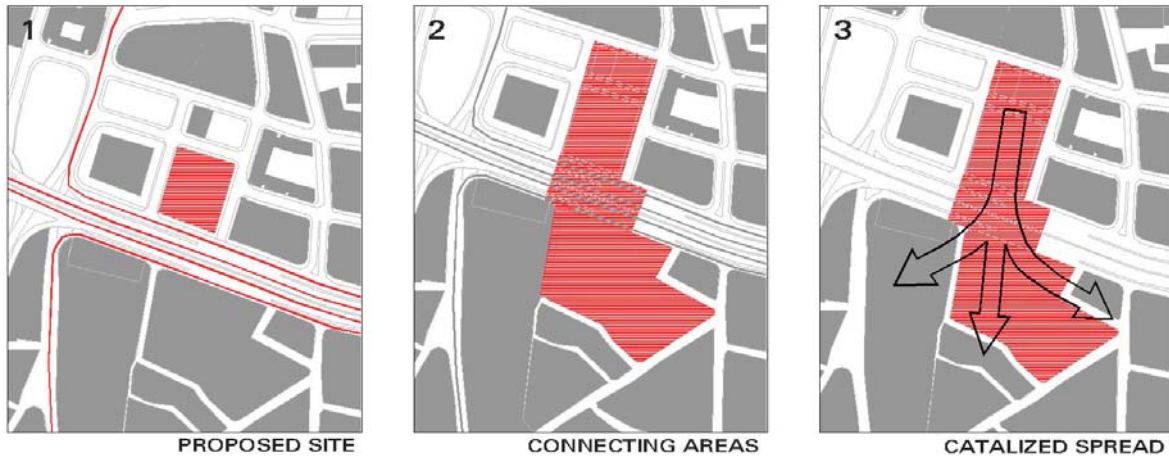 1
2
3
PROPOSED SITE
CONNECTING AREAS
CATALIZED SPREAD